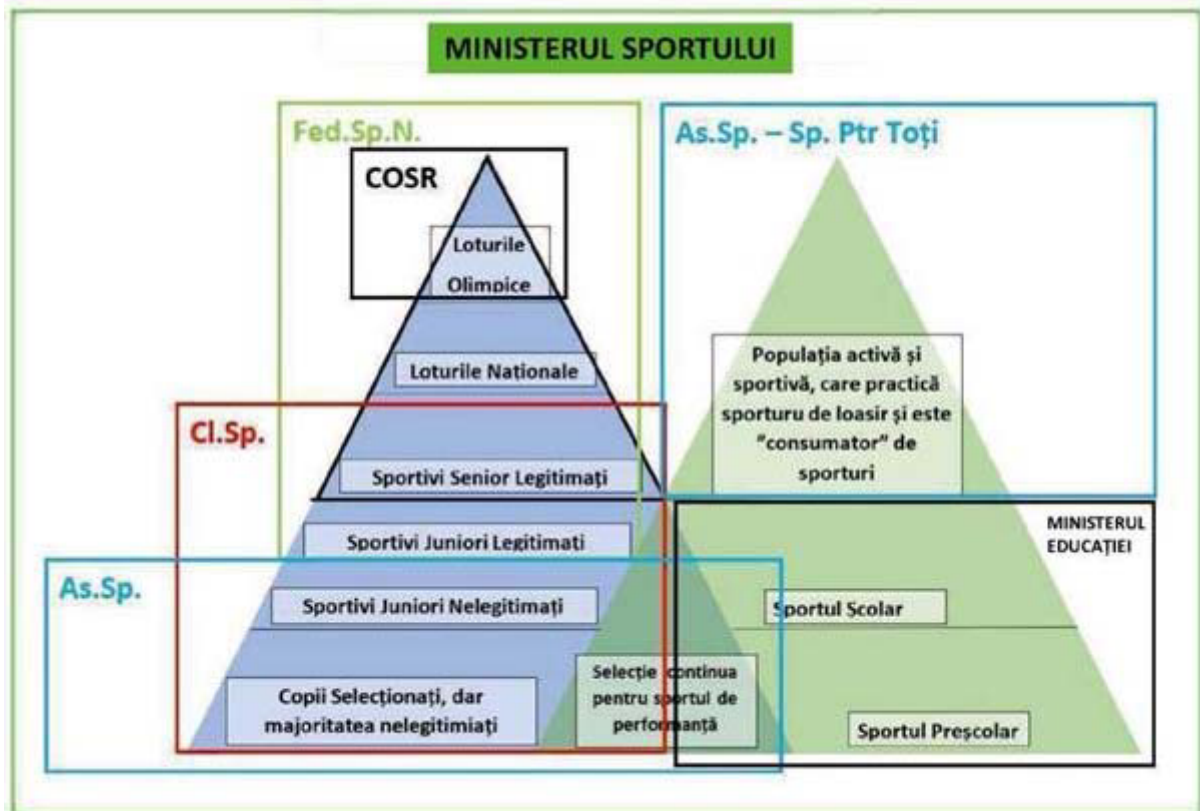 MINISTERUL SPORTULUI
Fed.Sp.N.
COSR
Loturile
Olimpice
Loturile Naționale
Cl.Sp.
Sportivi Senior Legitimați
Sportivi Juniori Legitimati
As.Sp.
Sportivi Juniori Nelegitimați
Copii Selecționați, dar
majoritatea nelegitimiați
Selecție continua
pentru sportul de
performanță
As.Sp. – Sp. Ptr Toți
Populația activă și
sportivă, care practică
sporturu de loasir și este
"consumator" de
sporturi
MINISTERUL
EDUCAȚIEI
Sportul Școlar
Sportul Preșcolar